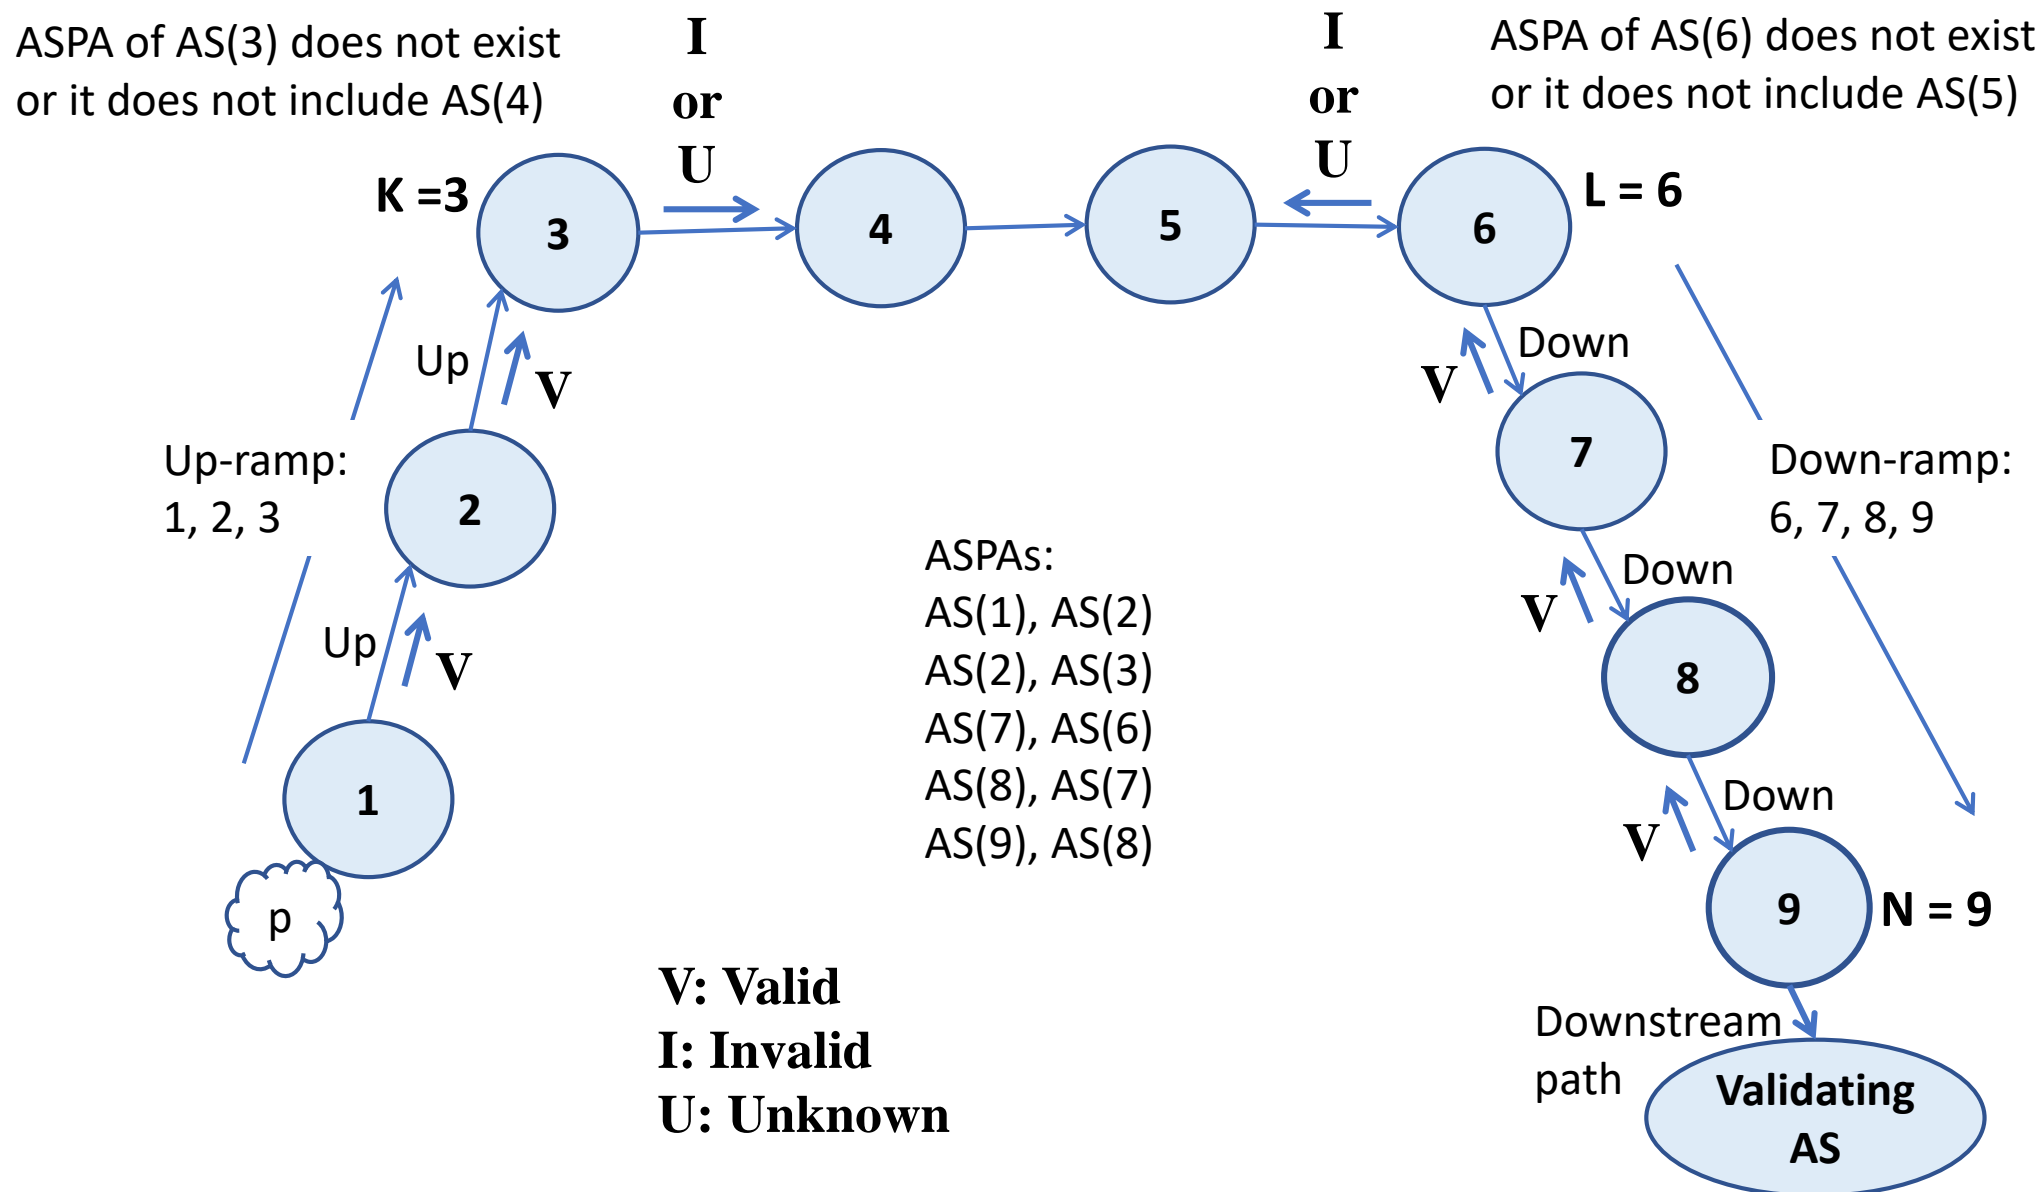 ASPA of AS(3) does not exist
or it does not include AS(4)
I
or
U
I
or
U
ASPA of AS(6) does not exist
or it does not include AS(5)
K =3
3
4
5
6
L = 6
Up
V
Down
V
7
Up-ramp:
1, 2, 3
2
Down-ramp:
6, 7, 8, 9
Down
V
8
Up
V
1
p
ASPAs:
AS(1), AS(2)
AS(2), AS(3)
AS(7), AS(6)
AS(8), AS(7)
AS(9), AS(8)
Down
V
9
N = 9
V: Valid
I: Invalid
U: Unknown
Downstream
path
Validating
AS